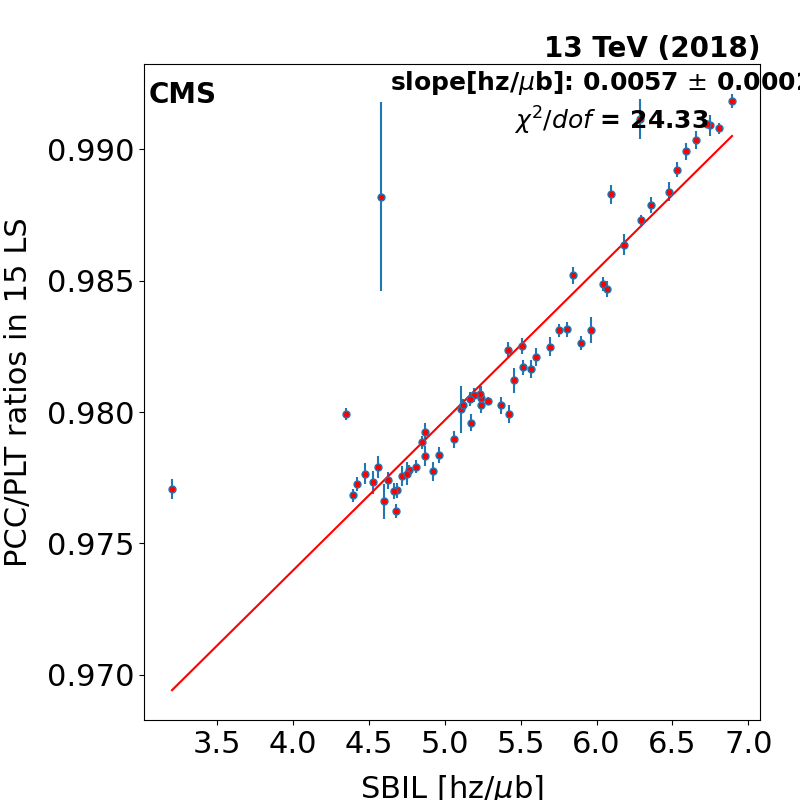 13 TeV (2018)
CMS
slope[hz/μb]: 0.0057 ± 0.0002
χ²/dof = 24.33
PCC/PLT ratios in 15 LS
0.990
0.985
0.980
0.975
0.970
3.5 4.0 4.5 5.0 5.5 6.0 6.5 7.0
SBIL [hz/μb]